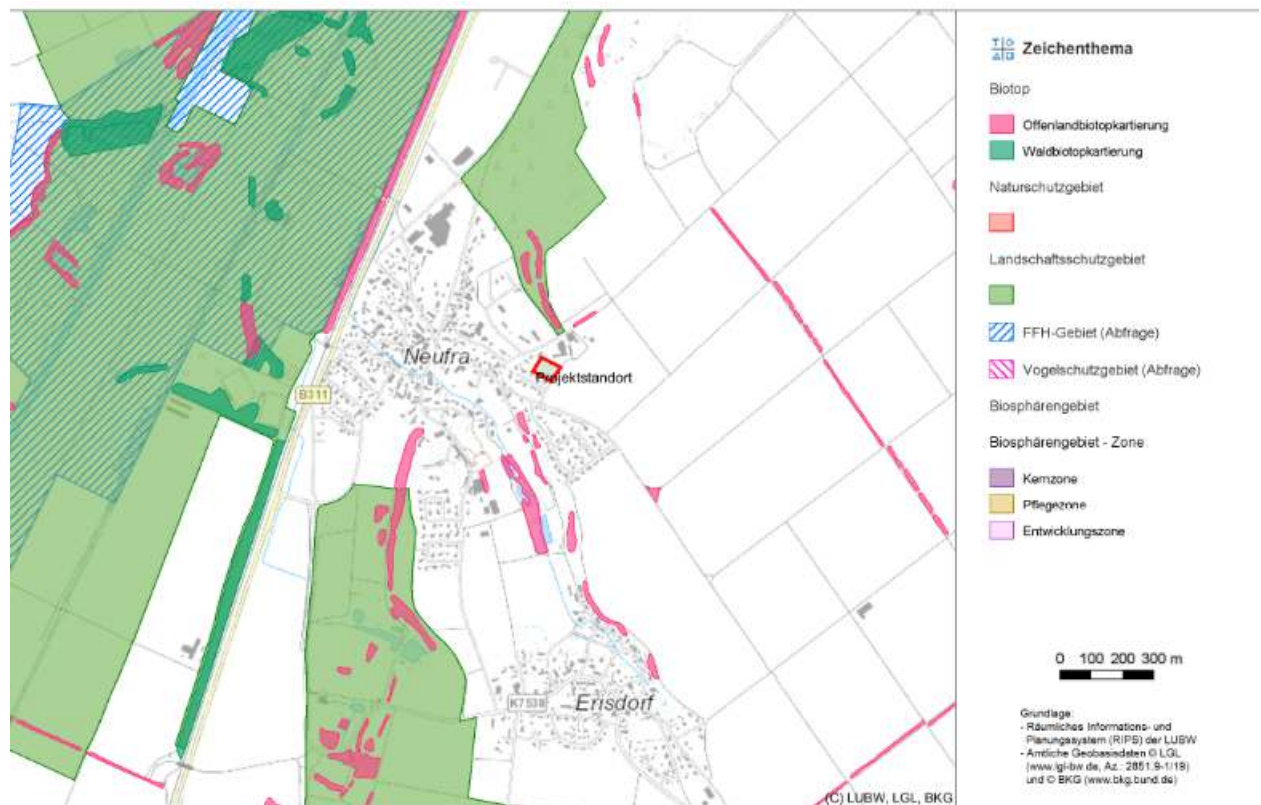 Neufra
Projektstandort
B311
K7538
Erisdorf
(C) LUBW, LGL, BKG
Zeichenthema
Biotop
Offenlandbiotopkartierung
Waldbiotopkartierung
Naturschutzgebiet
Landschaftsschutzgebiet
FFH-Gebiet (Abfrage)
Vogelschutzgebiet (Abfrage)
Biosphärengebiet
Biosphärengebiet - Zone
Kernzone
Pflegezone
Entwicklungszone
0 100 200 300 m
Grundlage:
- Räumliches Informations- und
Planungssystem (RIPS) der LUBW
- Amtliche Geobasisdaten © LGL
(www.lgl-bw.de, Az.: 2851.9-1/19)
und © BKG (www.bkg.bund.de)